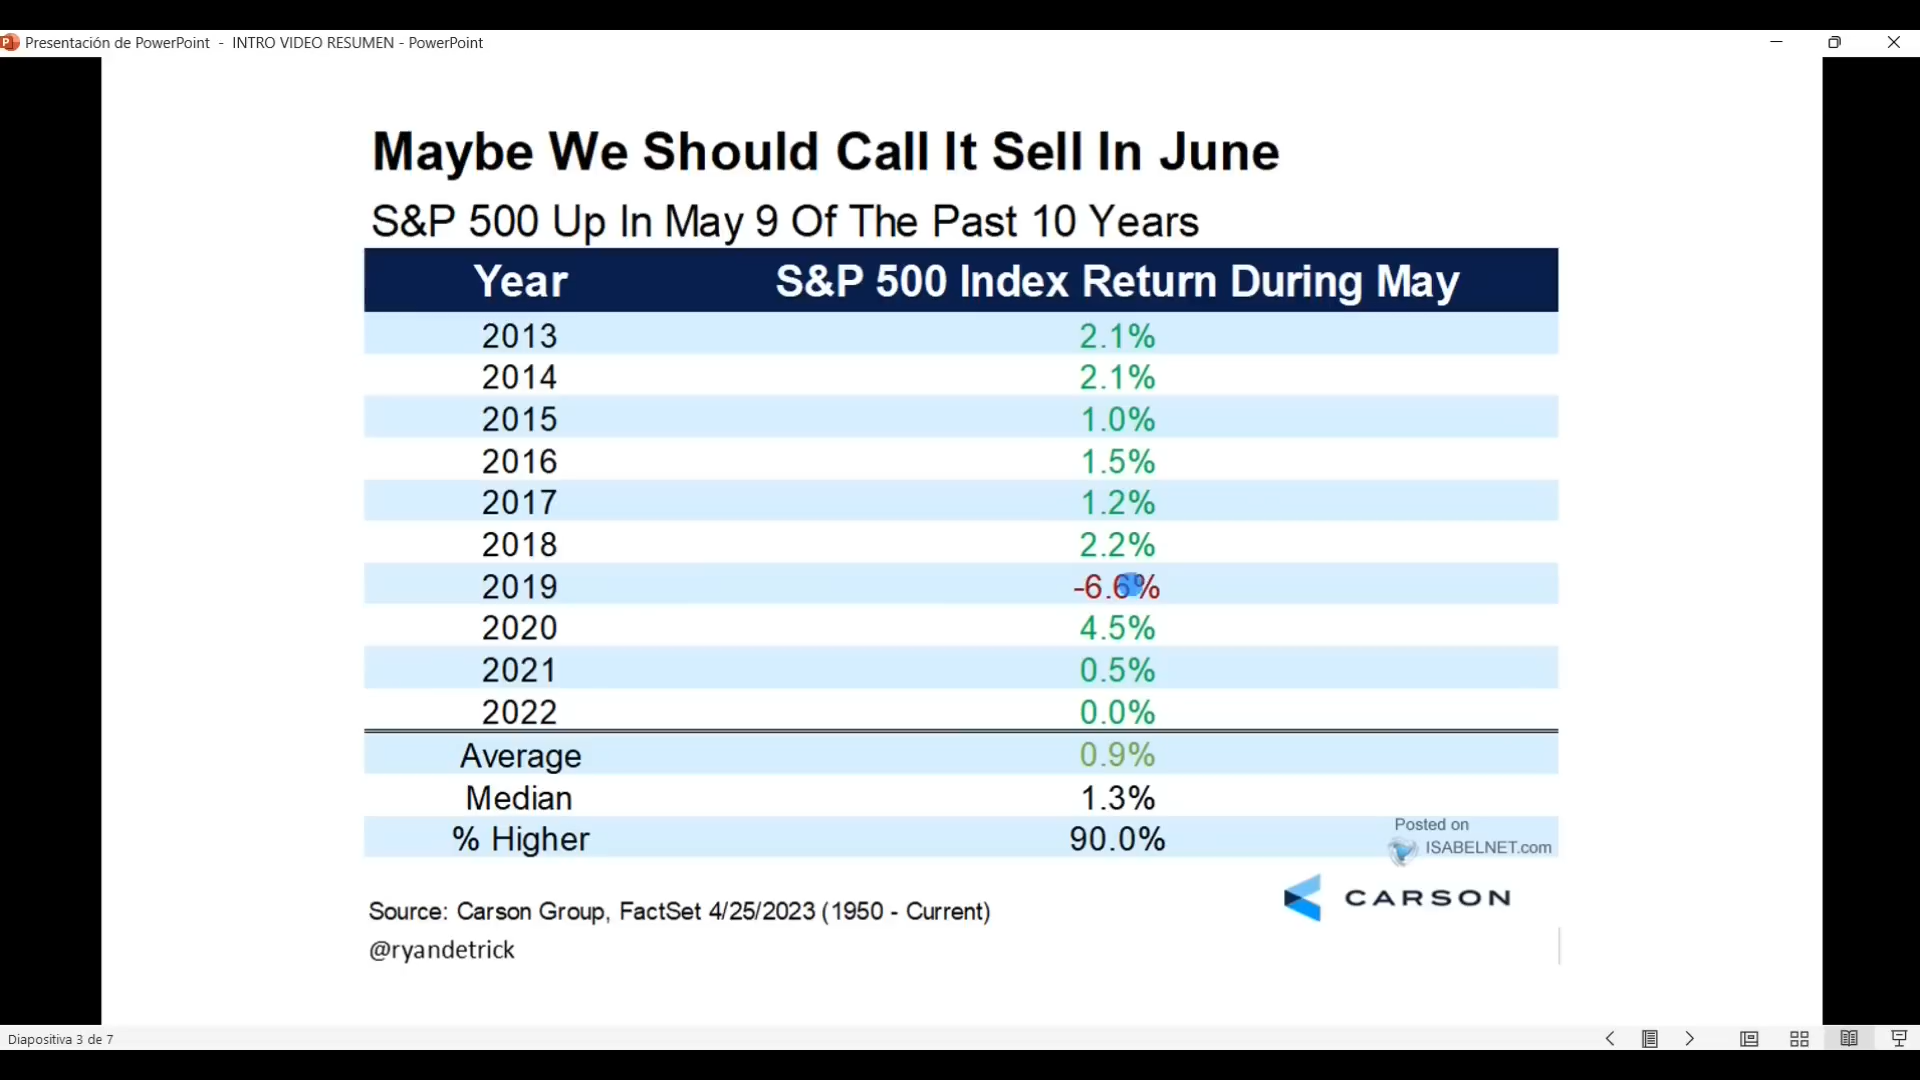 Presentación de PowerPoint - INTRO VIDEO RESUMEN - PowerPoint
Maybe We Should Call It Sell In June
S&P 500 Up In May 9 Of The Past 10 Years
Year S&P 500 Index Return During May
2013 2.1%
2014 2.1%
2015 1.0%
2016 1.5%
2017 1.2%
2018 2.2%
2019 -6.6%
2020 4.5%
2021 0.5%
2022 0.0%
Average 0.9%
Median 1.3%
% Higher 90.0%
Posted on
ISABELNET.com
CARSON
Source: Carson Group, FactSet 4/25/2023 (1950 - Current)
@ryandetrick
Diapositiva 3 de 7